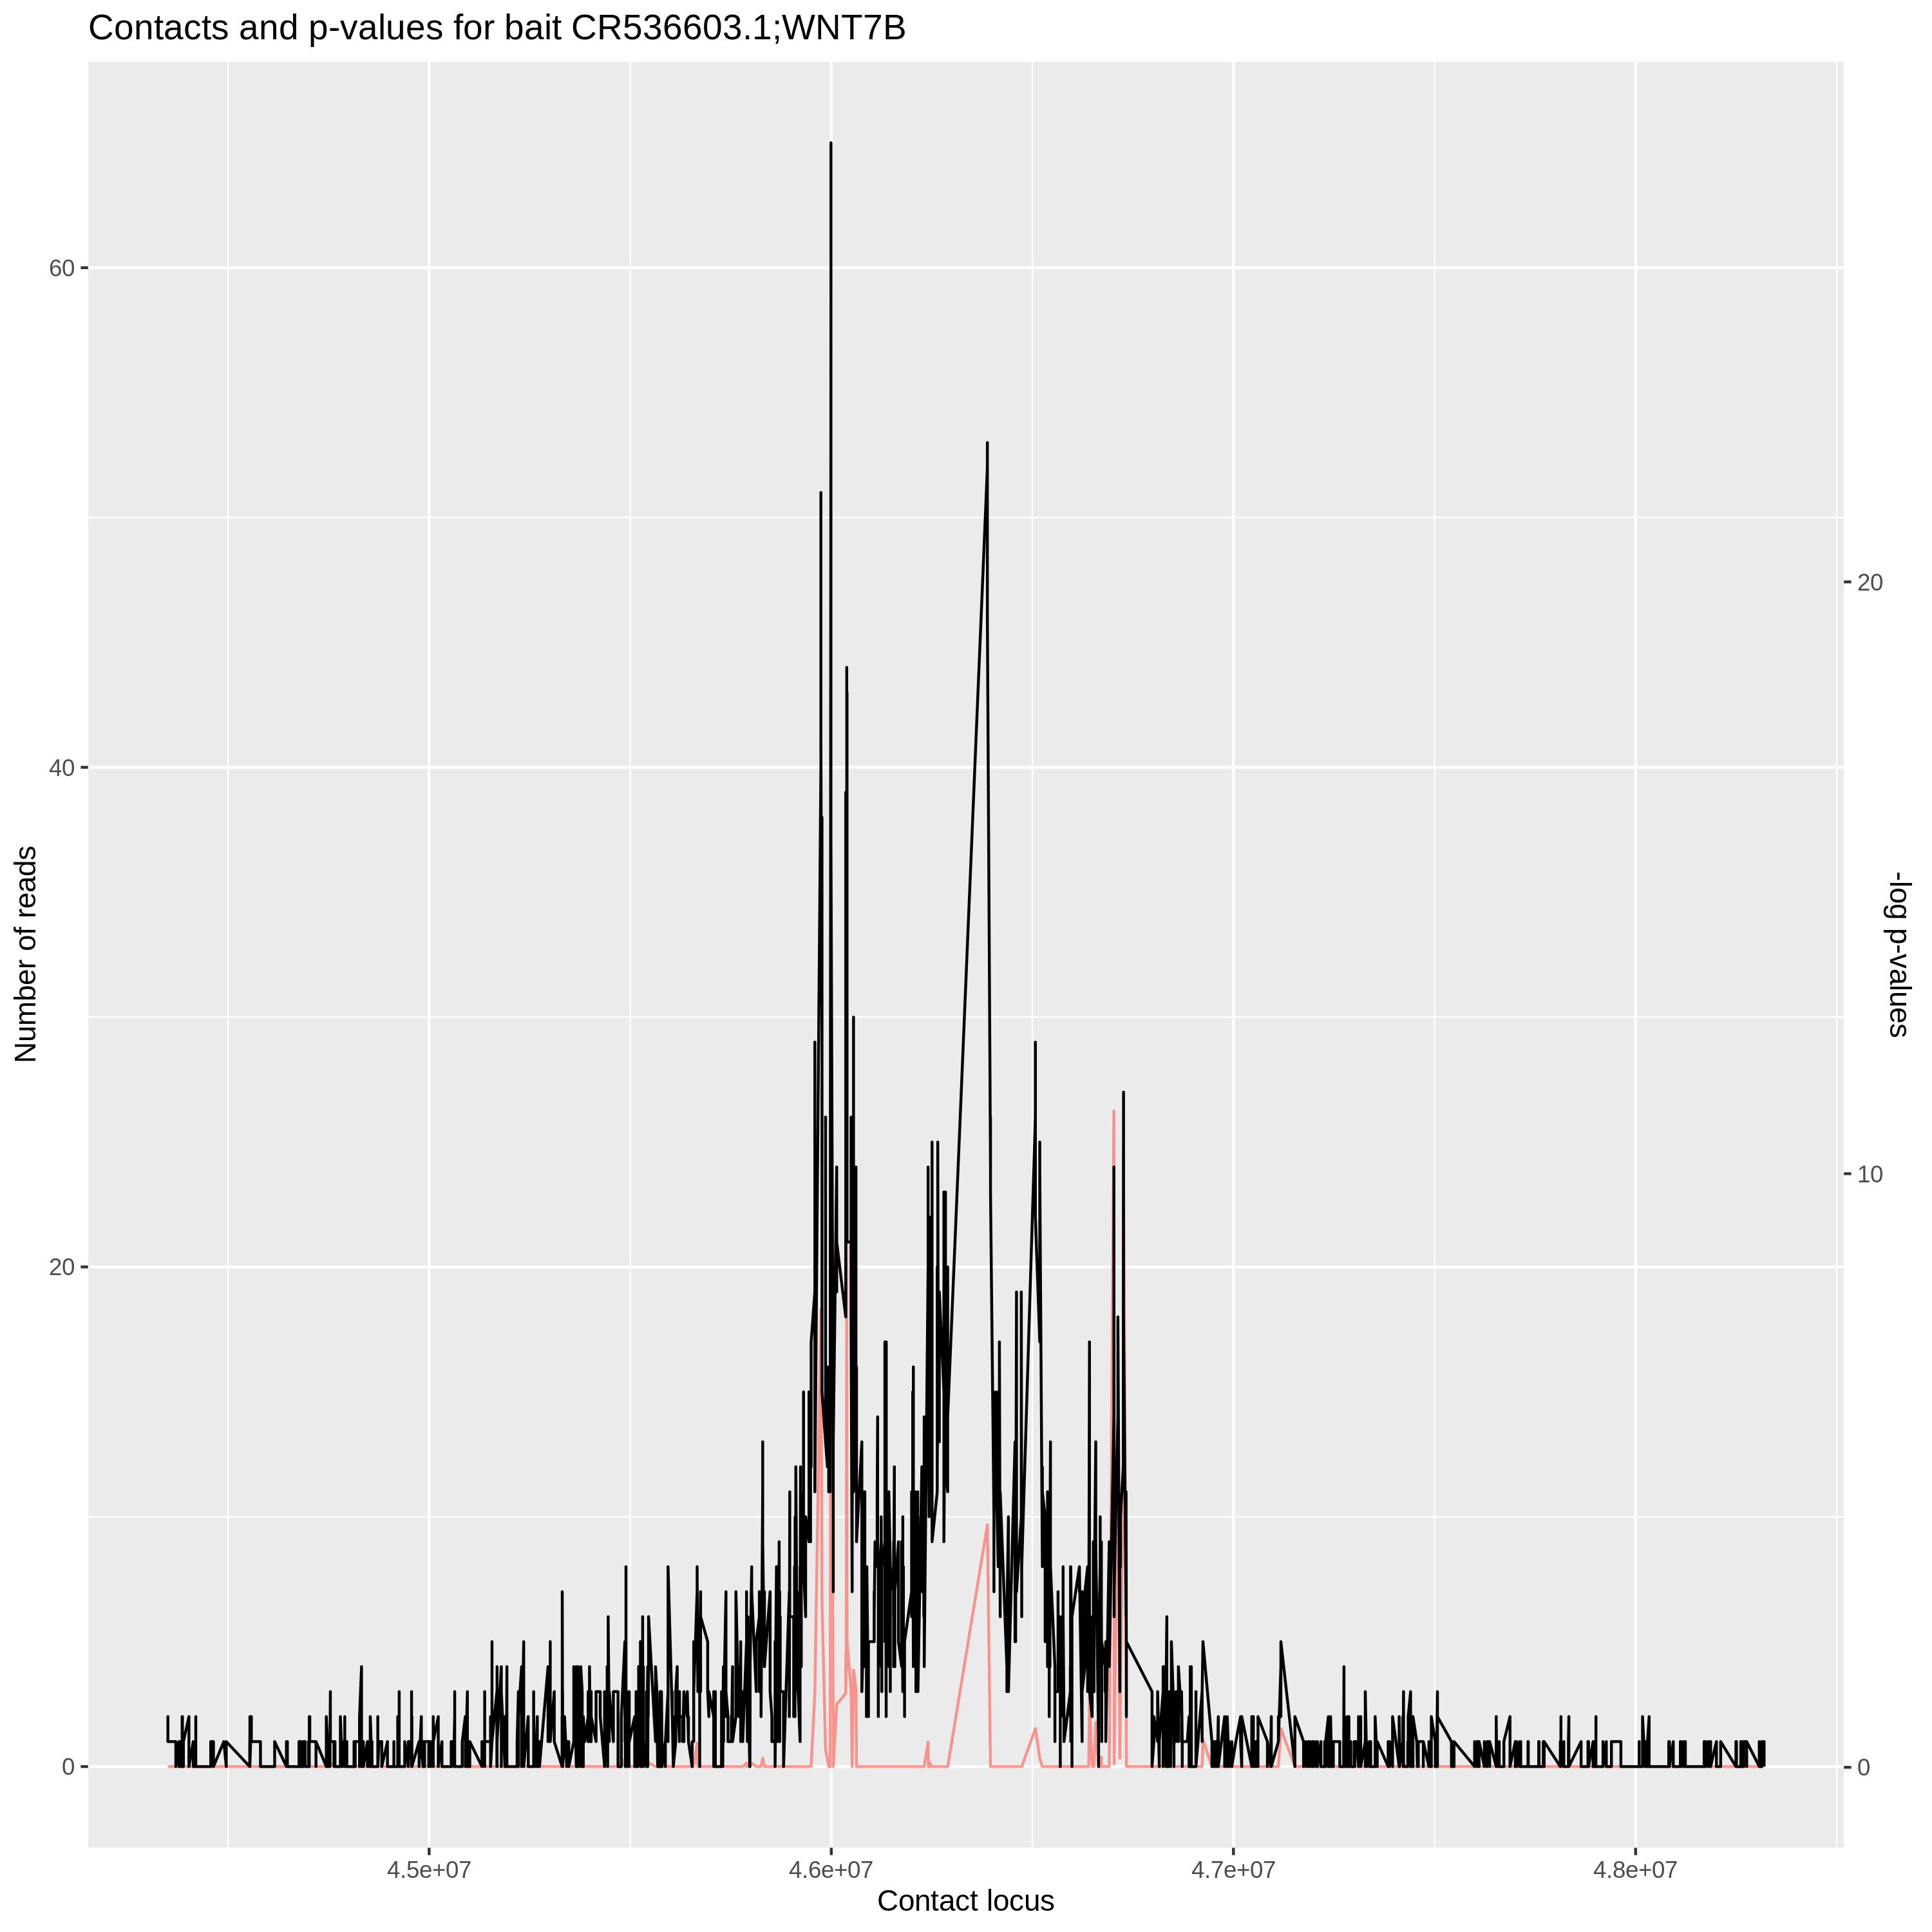 Contacts and p-values for bait CR536603.1;WNT7B
60
40
20
0
Number of reads
20
10
0
-log p-values
4.5e+07 4.6e+07 4.7e+07 4.8e+07
Contact locus